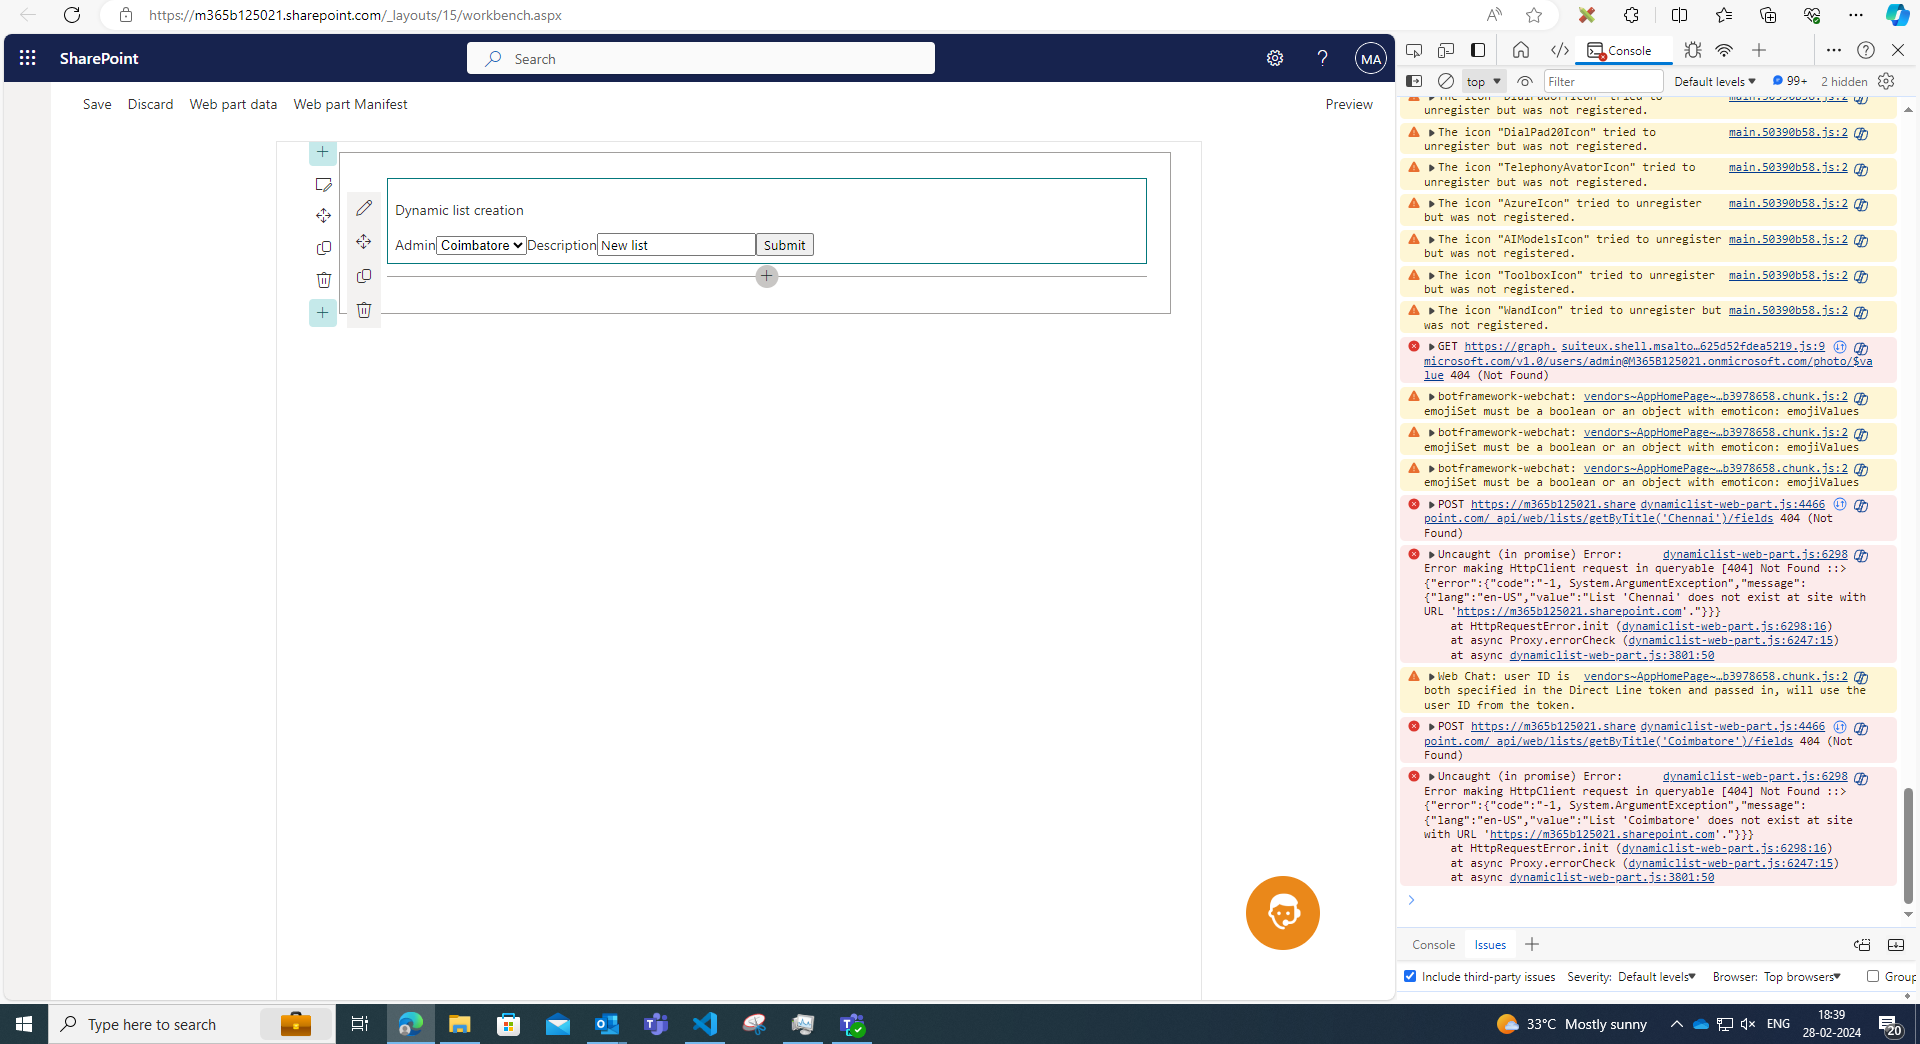 https://m365b125021.sharepoint.com/_layouts/15/workbench.aspx
SharePoint
Search
MA
Save Discard Web part data Web part Manifest
Preview
Dynamic list creation
Admin Coimbatore Description New list Submit
Console
top Filter Default levels 99+ 2 hidden
unregister but was not registered.
The icon "DialPad20Icon" tried to main.50390b58.js:2
unregister but was not registered.
The icon "TelephonyAvatorIcon" tried to main.50390b58.js:2
unregister but was not registered.
The icon "AzureIcon" tried to unregister main.50390b58.js:2
but was not registered.
The icon "AIModelsIcon" tried to unregister main.50390b58.js:2
but was not registered.
The icon "ToolboxIcon" tried to unregister main.50390b58.js:2
but was not registered.
The icon "WandIcon" tried to unregister but main.50390b58.js:2
was not registered.
GET https://graph. suiteux.shell.msalto…625d52fdea5219.js:9
microsoft.com/v1.0/users/admin@M365B125021.onmicrosoft.com/photo/$va
lue 404 (Not Found)
botframework-webchat: vendors~AppHomePage~…b3978658.chunk.js:2
emojiSet must be a boolean or an object with emoticon: emojiValues
botframework-webchat: vendors~AppHomePage~…b3978658.chunk.js:2
emojiSet must be a boolean or an object with emoticon: emojiValues
botframework-webchat: vendors~AppHomePage~…b3978658.chunk.js:2
emojiSet must be a boolean or an object with emoticon: emojiValues
POST https://m365b125021.share dynamiclist-web-part.js:4466
point.com/_api/web/lists/getByTitle('Chennai')/fields 404 (Not
Found)
Uncaught (in promise) Error: dynamiclist-web-part.js:6298
Error making HttpClient request in queryable [404] Not Found ::>
{"error":{"code":"-1, System.ArgumentException","message":
{"lang":"en-US","value":"List 'Chennai' does not exist at site with
URL 'https://m365b125021.sharepoint.com'."}}}
at HttpRequestError.init (dynamiclist-web-part.js:6298:16)
at async Proxy.errorCheck (dynamiclist-web-part.js:6247:15)
at async dynamiclist-web-part.js:3801:50
Web Chat: user ID is vendors~AppHomePage~…b3978658.chunk.js:2
both specified in the Direct Line token and passed in, will use the
user ID from the token.
POST https://m365b125021.share dynamiclist-web-part.js:4466
point.com/_api/web/lists/getByTitle('Coimbatore')/fields 404 (Not
Found)
Uncaught (in promise) Error: dynamiclist-web-part.js:6298
Error making HttpClient request in queryable [404] Not Found ::>
{"error":{"code":"-1, System.ArgumentException","message":
{"lang":"en-US","value":"List 'Coimbatore' does not exist at site
with URL 'https://m365b125021.sharepoint.com'."}}}
at HttpRequestError.init (dynamiclist-web-part.js:6298:16)
at async Proxy.errorCheck (dynamiclist-web-part.js:6247:15)
at async dynamiclist-web-part.js:3801:50
Console Issues
Include third-party issues Severity: Default levels Browser: Top browsers Group
Type here to search
33°C Mostly sunny
ENG
18:39
28-02-2024
20